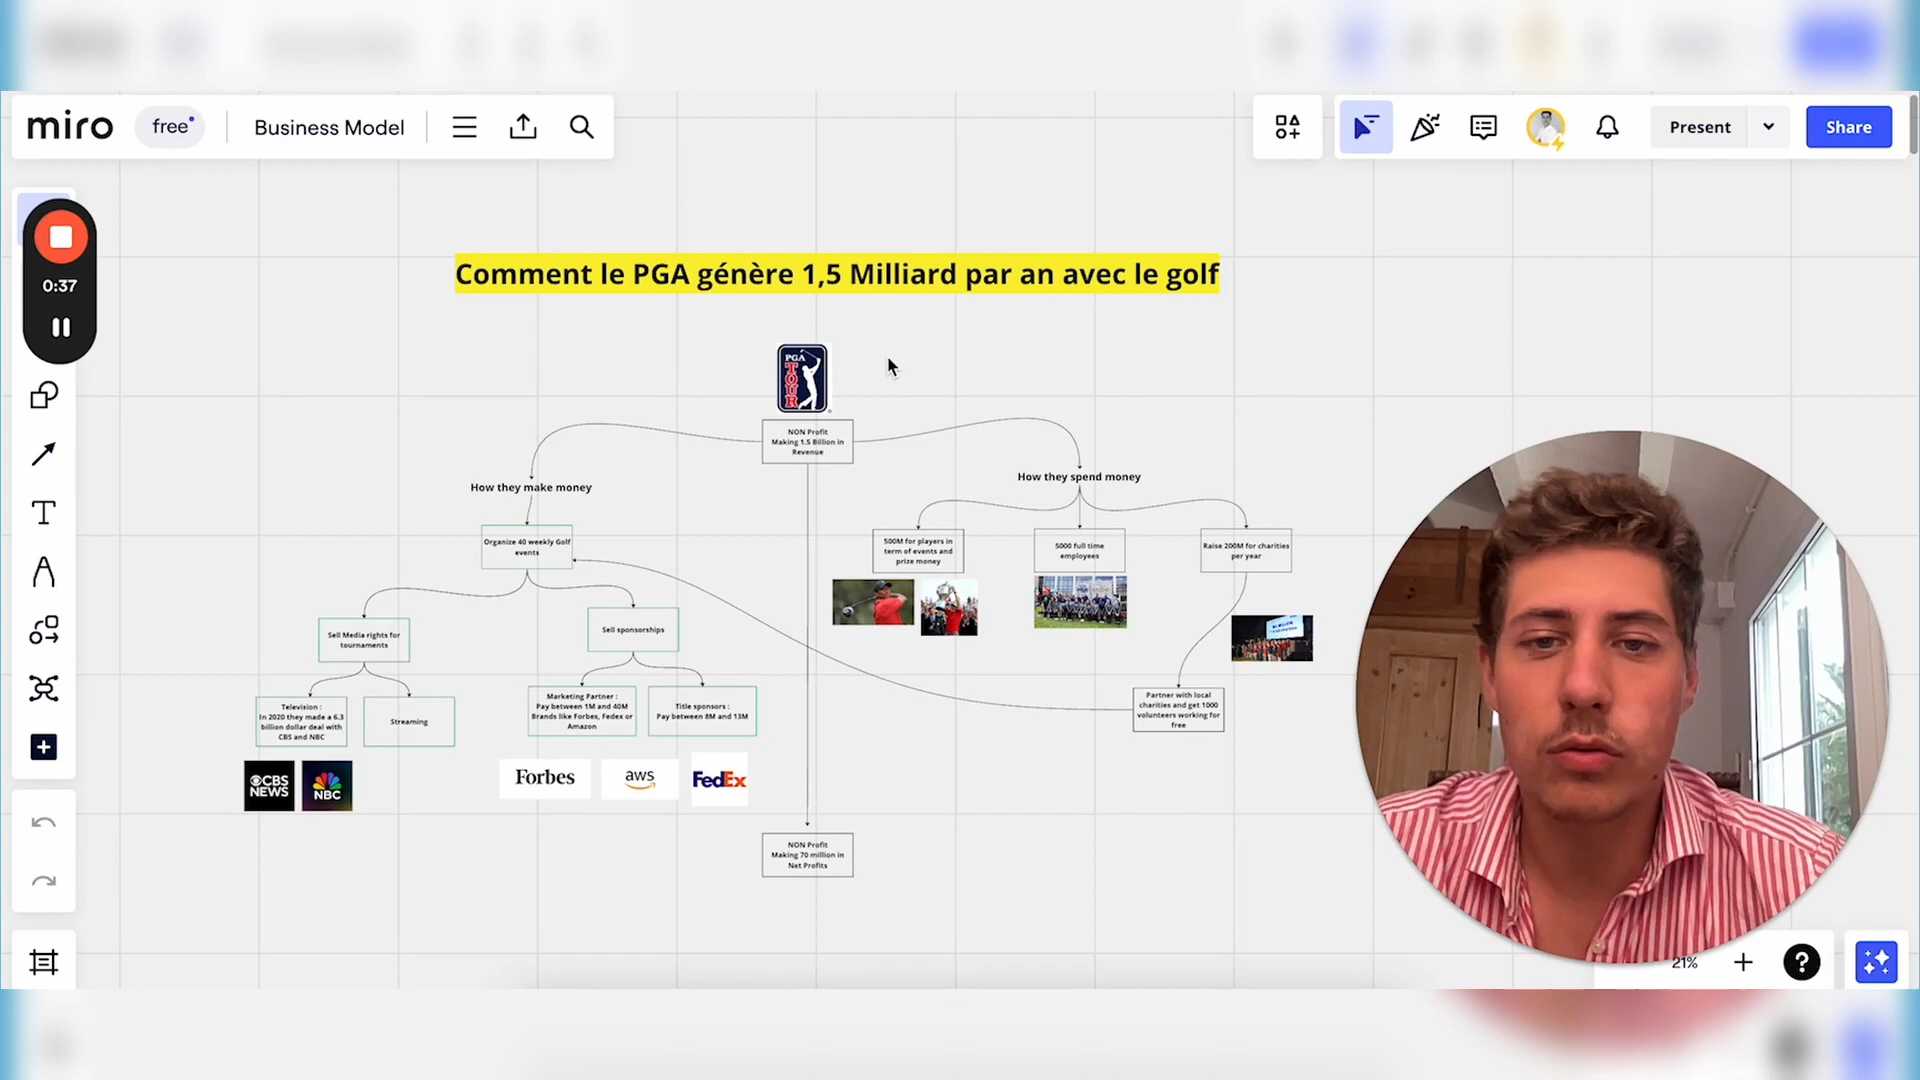 miro
free
Business Model
Present
Share
0:37
Comment le PGA génère 1,5 Milliard par an avec le golf
PGA
TOUR
NON Profit
Making 1.5 Billion in
Revenue
How they make money
How they spend money
Organize 40 weekly Golf
events
500M for players in
term of events and
prize money
5000 full time
employees
Raise 200M for charities
per year
Sell Media rights for
tournaments
Sell sponsorships
Television :
In 2020 they made a 6.3
billion dollar deal with
CBS and NBC
Streaming
Marketing Partner :
Pay between 1M and 40M
Brands like Forbes, Fedex or
Amazon
Title sponsors :
Pay between 8M and 13M
Partner with local
charities and get 1000
volunteers working for
free
CBS
NEWS
NBC
Forbes
aws
FedEx
NON Profit
Making 70 million in
Net Profits
21%